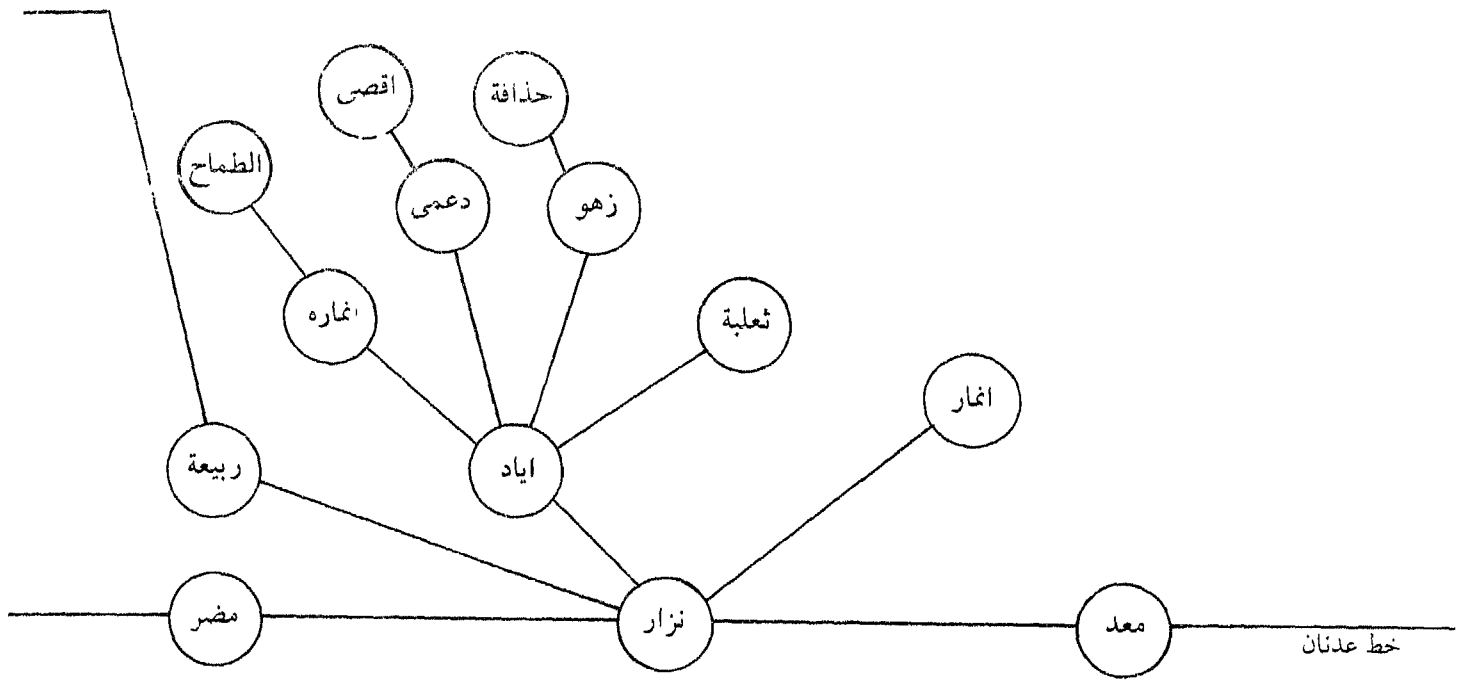 اقصى
حذافة
الطماح
دعمى
زهو
انماره
ثعلبة
انمار
ربيعة
اياد
مضر
نزار
معد
خط عدنان